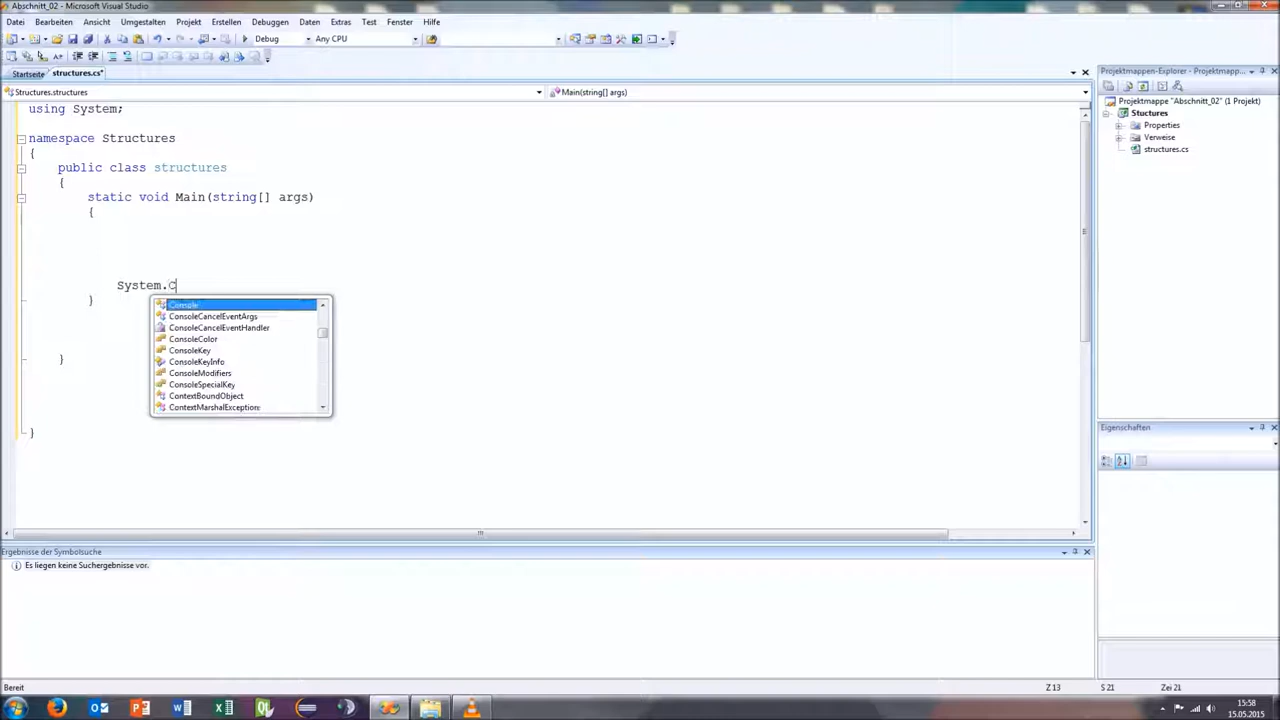 Abschnitt_02 - Microsoft Visual Studio
Datei Bearbeiten Ansicht Umgestalten Projekt Erstellen Debuggen Daten Extras Test Fenster Hilfe
Debug Any CPU
Startseite structures.cs*
Structures.structures Main(string[] args)
using System;
namespace Structures
{
public class structures
{
static void Main(string[] args)
{
System.C
}
}
}
Console
ConsoleCancelEventArgs
ConsoleCancelEventHandler
ConsoleColor
ConsoleKey
ConsoleKeyInfo
ConsoleModifiers
ConsoleSpecialKey
ContextBoundObject
ContextMarshalException
Projektmappen-Explorer - Projektmapp...
Projektmappe "Abschnitt_02" (1 Projekt)
Stuctures
Properties
Verweise
structures.cs
Eigenschaften
Ergebnisse der Symbolsuche
Es liegen keine Suchergebnisse vor.
Bereit Z 13 S 21 Zei 21
15:58
15.05.2015